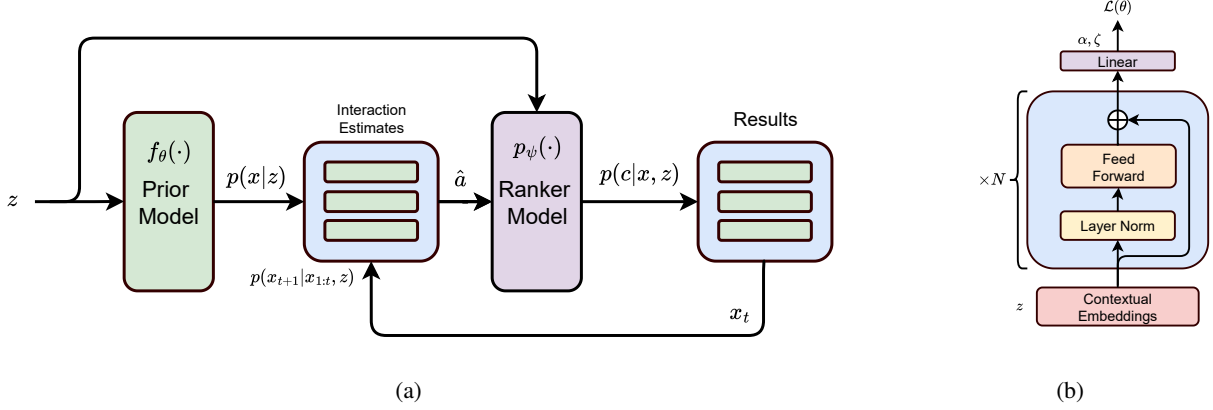 z
f_θ(·)
Prior
Model
p(x|z)
Interaction
Estimates
p(x_{t+1}|x_{1:t}, z)
â
p_ψ(·)
Ranker
Model
p(c|x, z)
Results
x_t
(a)
ℒ(θ)
α, ζ
Linear
×N
Feed
Forward
Layer Norm
z
Contextual
Embeddings
(b)